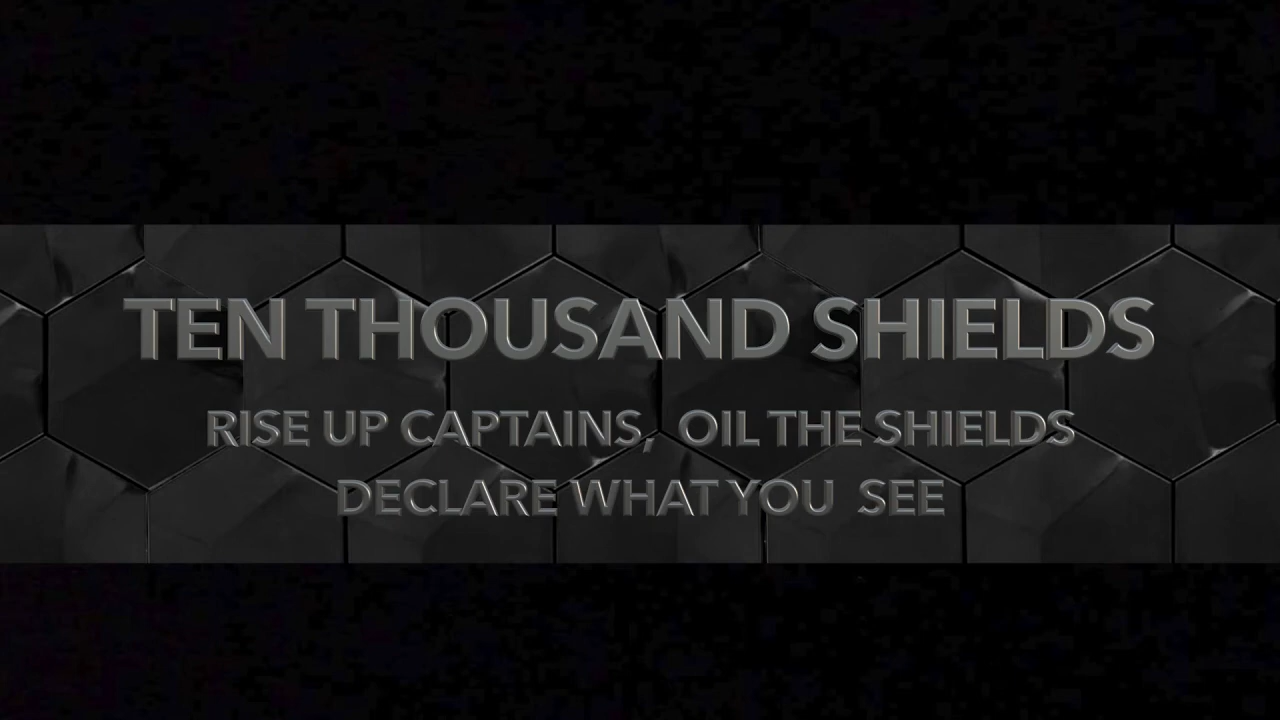 TEN THOUSAND SHIELDS
RISE UP CAPTAINS, OIL THE SHIELDS
DECLARE WHAT YOU SEE